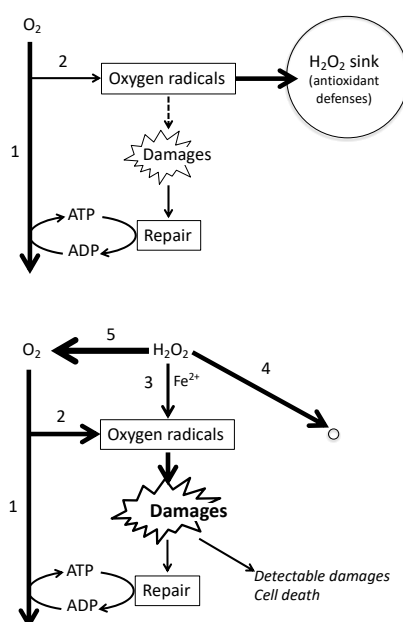 O₂
2
Oxygen radicals
H₂O₂ sink
(antioxidant
defenses)
1
Damages
ATP
ADP
Repair
5
O₂
H₂O₂
4
3
Fe²⁺
2
Oxygen radicals
1
Damages
ATP
ADP
Repair
Detectable damages
Cell death